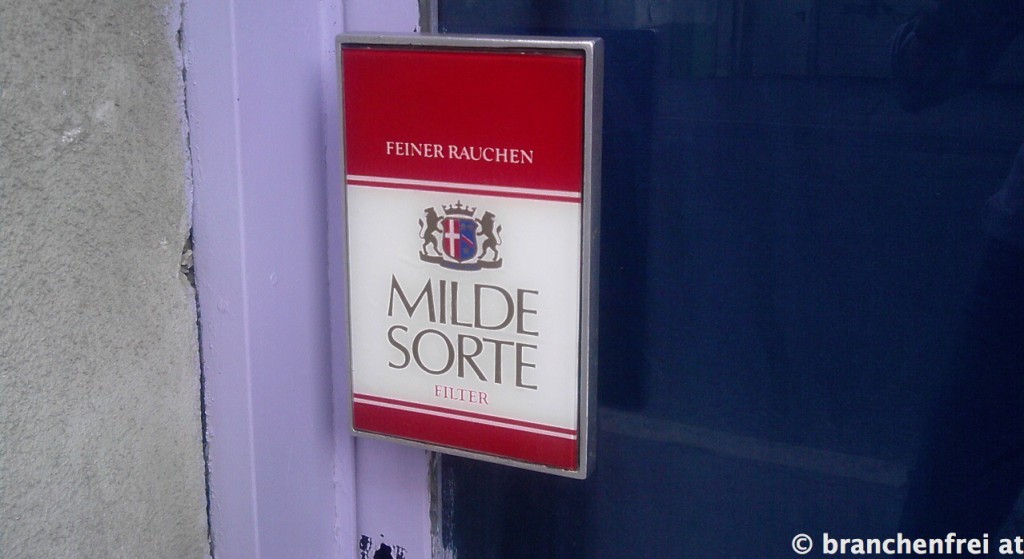 FEINER RAUCHEN
MILDE
SORTE
FILTER
© branchenfrei at